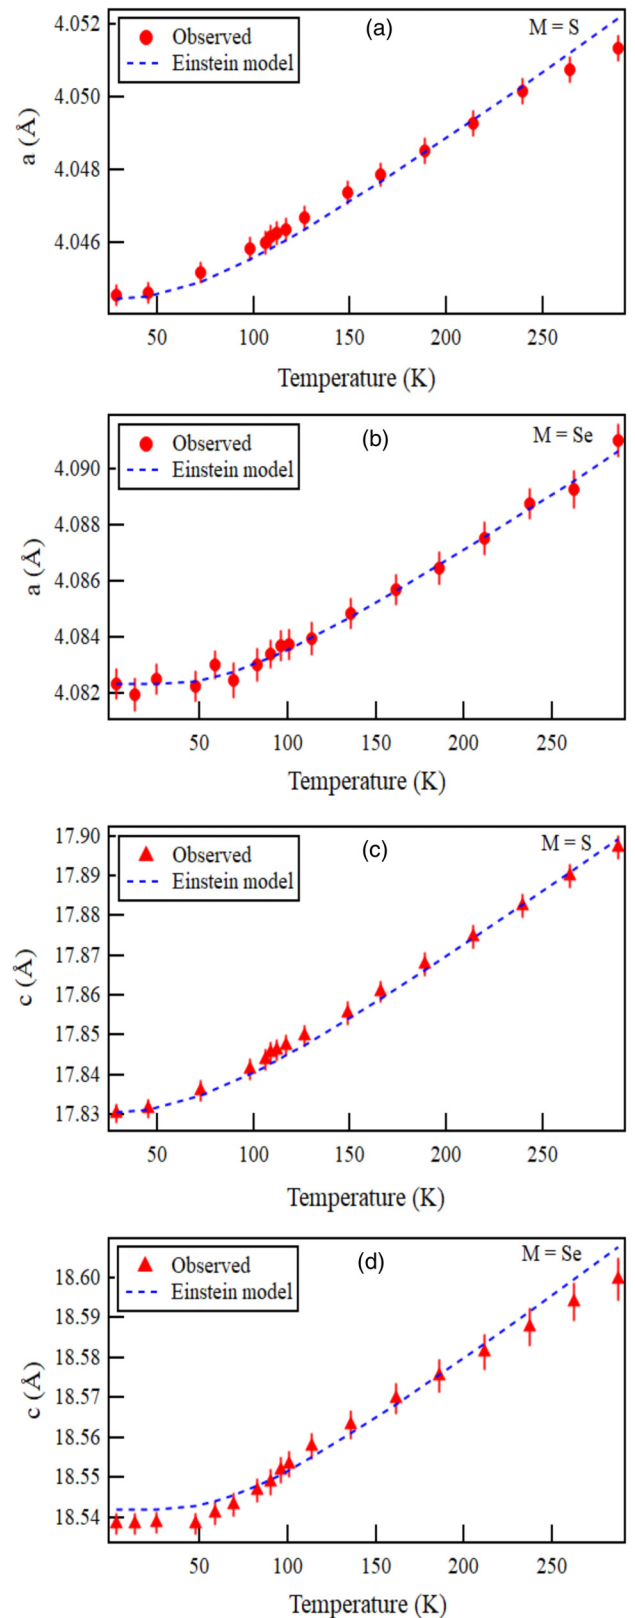 4.052
(a)
M = S
Observed
Einstein model
4.050
a (Å)
4.048
4.046
50
100
150
200
250
Temperature (K)
Observed
Einstein model
(b)
M = Se
4.090
4.088
a (Å)
4.086
4.084
4.082
50
100
150
200
250
Temperature (K)
17.90
Observed
Einstein model
(c)
M = S
17.89
17.88
17.87
c (Å)
17.86
17.85
17.84
17.83
50
100
150
200
250
Temperature (K)
Observed
Einstein model
(d)
M = Se
18.60
18.59
18.58
c (Å)
18.57
18.56
18.55
18.54
50
100
150
200
250
Temperature (K)